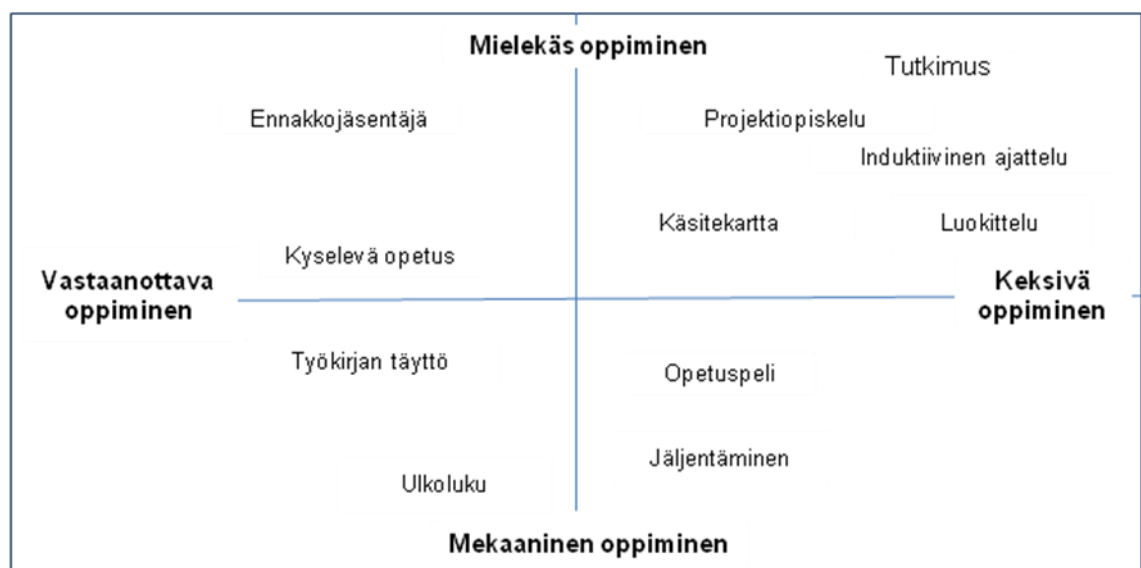 Mielekäs oppiminen
Tutkimus
Ennakkojäsentäjä
Projektiopiskelu
Induktiivinen ajattelu
Käsitekartta
Luokittelu
Kyselevä opetus
Vastaanottava
oppiminen
Keksivä
oppiminen
Työkirjan täyttö
Opetuspeli
Jäljentäminen
Ulkoluku
Mekaaninen oppiminen